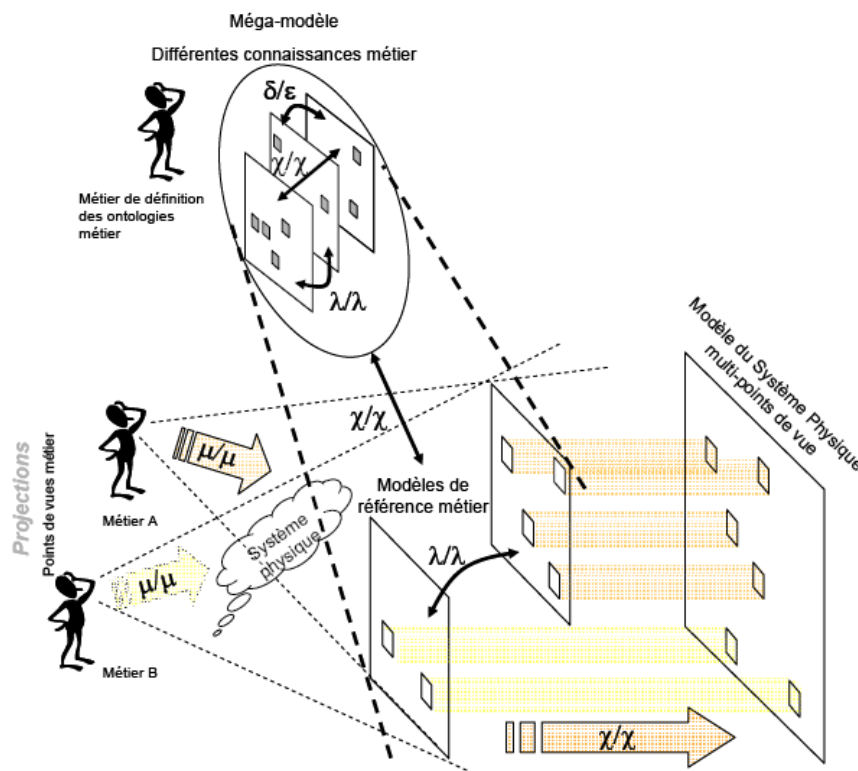 Méga-modèle
Différentes connaissances métier
δ/ε
χ/χ
λ/λ
Métier de définition
des ontologies
métier
Modèle du Système Physique
multi-points de vue
χ/χ
μ/μ
Métier A
Modèles de
référence métier
Système
physique
λ/λ
Projections
Points de vues métier
μ/μ
Métier B
χ/χ